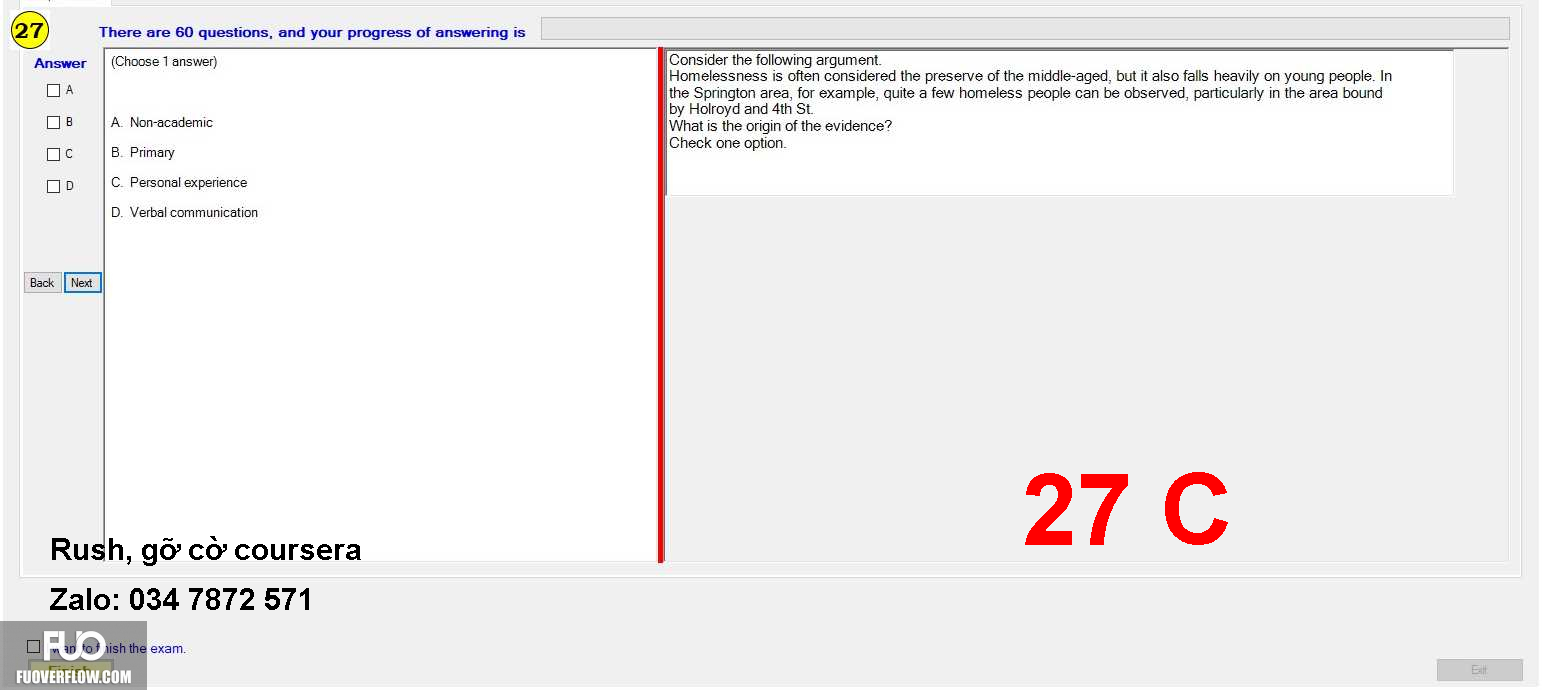 27
There are 60 questions, and your progress of answering is
Answer
A
B
C
D
Back
Next
(Choose 1 answer)
A. Non-academic
B. Primary
C. Personal experience
D. Verbal communication
Consider the following argument.
Homelessness is often considered the preserve of the middle-aged, but it also falls heavily on young people. In
the Springton area, for example, quite a few homeless people can be observed, particularly in the area bound
by Holroyd and 4th St.
What is the origin of the evidence?
Check one option.
27 C
Rush, gỡ cờ coursera
Zalo: 034 7872 571
want to finish the exam.
Finish
FUO
FUOVERFLOW.COM
Exit